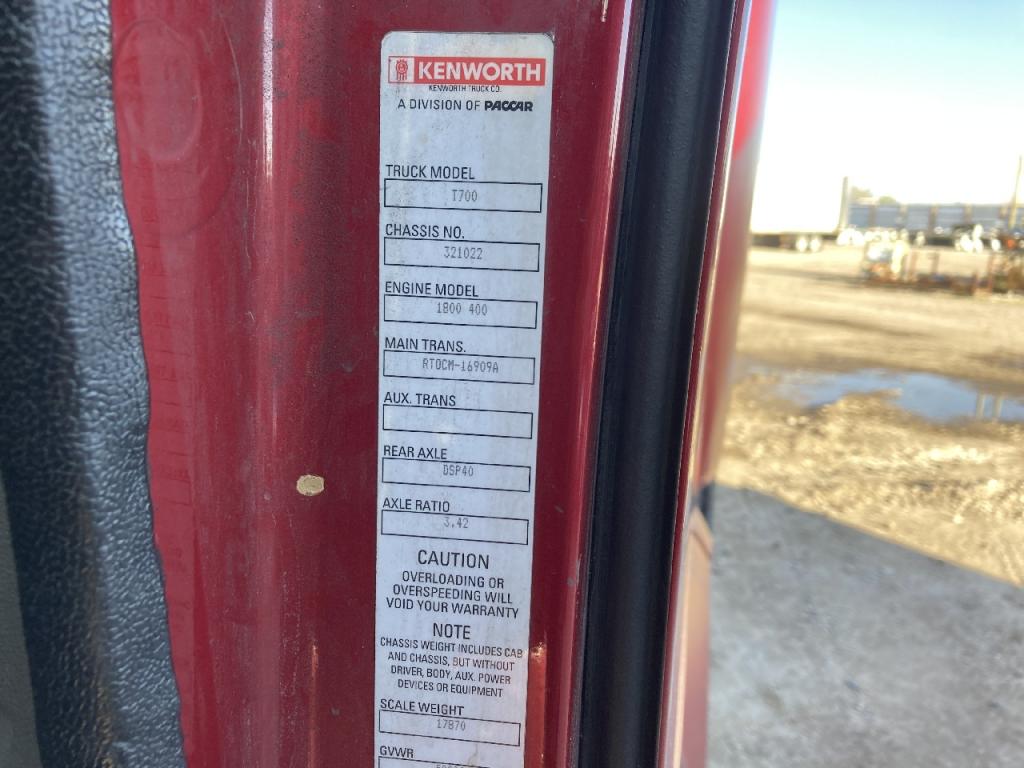 KENWORTH
KENWORTH TRUCK CO.
A DIVISION OF PACCAR
TRUCK MODEL
T700
CHASSIS NO.
321022
ENGINE MODEL
1800 400
MAIN TRANS.
RTOCM-16909A
AUX. TRANS
REAR AXLE
DSP40
AXLE RATIO
3.42
CAUTION
OVERLOADING OR
OVERSPEEDING WILL
VOID YOUR WARRANTY
NOTE
CHASSIS WEIGHT INCLUDES CAB
AND CHASSIS, BUT WITHOUT
DRIVER, BODY, AUX. POWER
DEVICES OR EQUIPMENT
SCALE WEIGHT
17870
GVWR